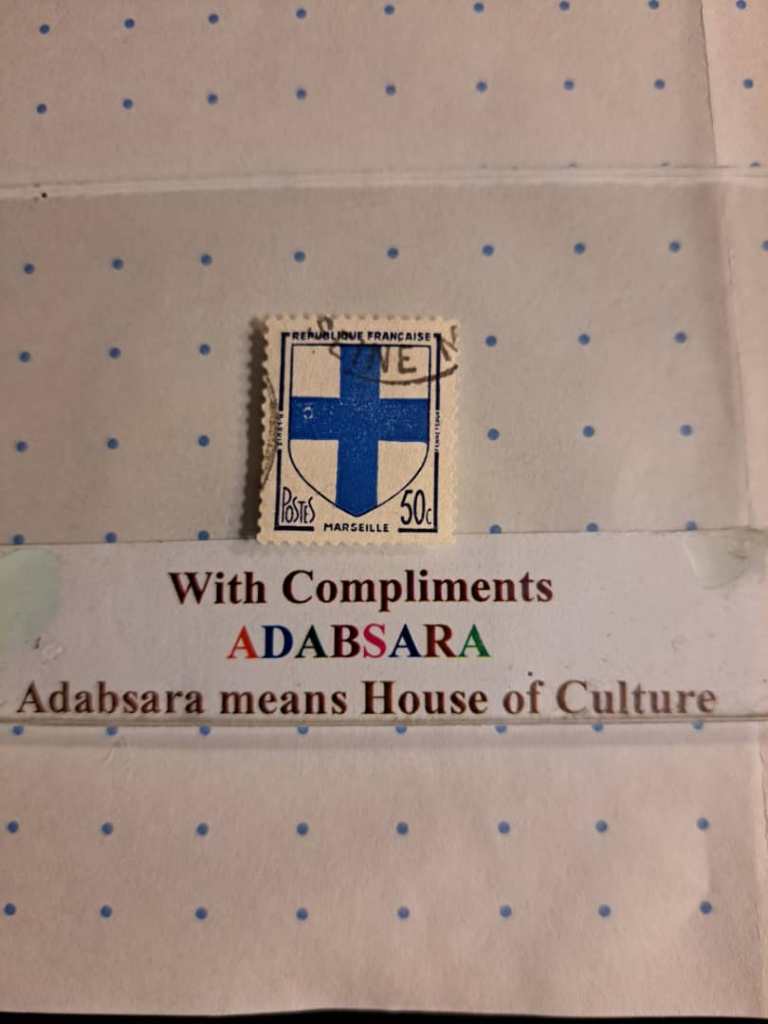 REPUBLIQUE FRANÇAISE
POSTES
50c
MARSEILLE
With Compliments
ADABSARA
Adabsara means House of Culture